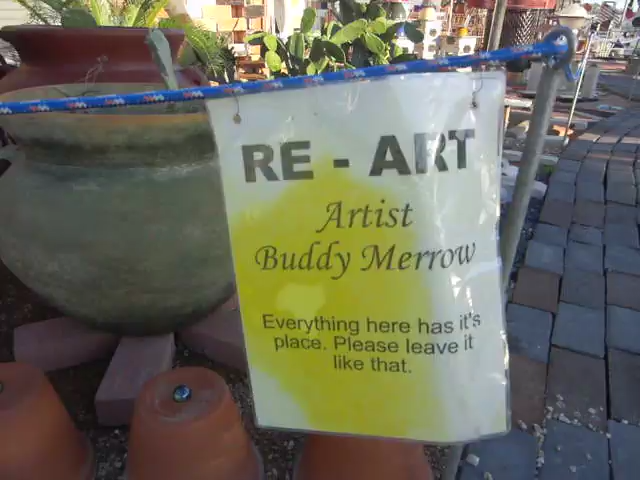 RE - ART
Artist
Buddy Merrow
Everything here has it's
place. Please leave it
like that.